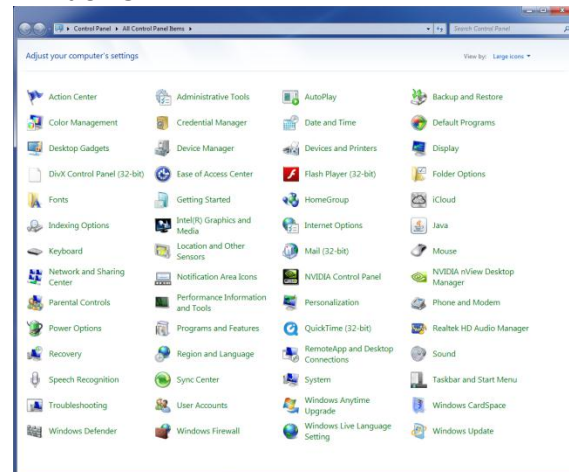 Control Panel ▸ All Control Panel Items ▸
Search Control Panel
Adjust your computer's settings
View by: Large icons
Action Center
Administrative Tools
AutoPlay
Backup and Restore
Color Management
Credential Manager
Date and Time
Default Programs
Desktop Gadgets
Device Manager
Devices and Printers
Display
DivX Control Panel (32-bit)
Ease of Access Center
Flash Player (32-bit)
Folder Options
Fonts
Getting Started
HomeGroup
iCloud
Indexing Options
Intel(R) Graphics and
Media
Internet Options
Java
Keyboard
Location and Other
Sensors
Mail (32-bit)
Mouse
Network and Sharing
Center
Notification Area Icons
NVIDIA Control Panel
NVIDIA nView Desktop
Manager
Parental Controls
Performance Information
and Tools
Personalization
Phone and Modem
Power Options
Programs and Features
QuickTime (32-bit)
Realtek HD Audio Manager
Recovery
Region and Language
RemoteApp and Desktop
Connections
Sound
Speech Recognition
Sync Center
System
Taskbar and Start Menu
Troubleshooting
User Accounts
Windows Anytime
Upgrade
Windows CardSpace
Windows Defender
Windows Firewall
Windows Live Language
Setting
Windows Update